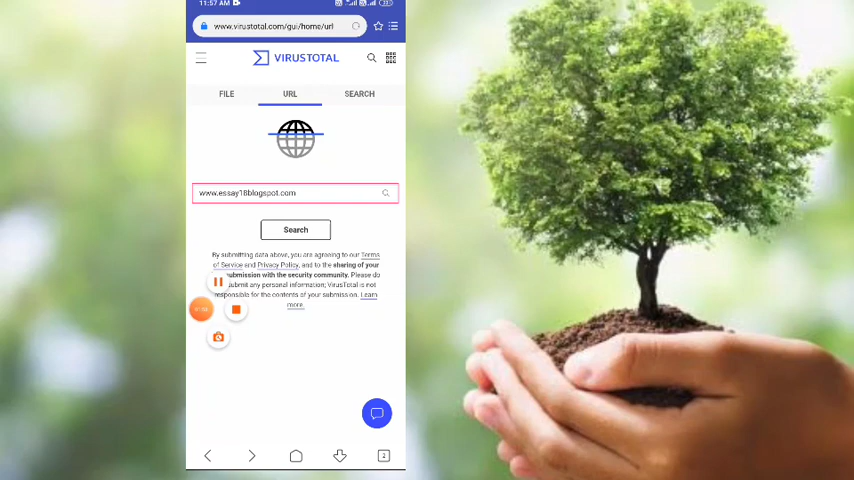 11:57 AM
www.virustotal.com/gui/home/url
VIRUSTOTAL
FILE
URL
SEARCH
www.essay18blogspot.com
Search
By submitting data above, you are agreeing to our Terms
of Service and Privacy Policy, and to the sharing of your
submission with the security community. Please do
submit any personal information; VirusTotal is not
responsible for the contents of your submission. Learn
more.
2